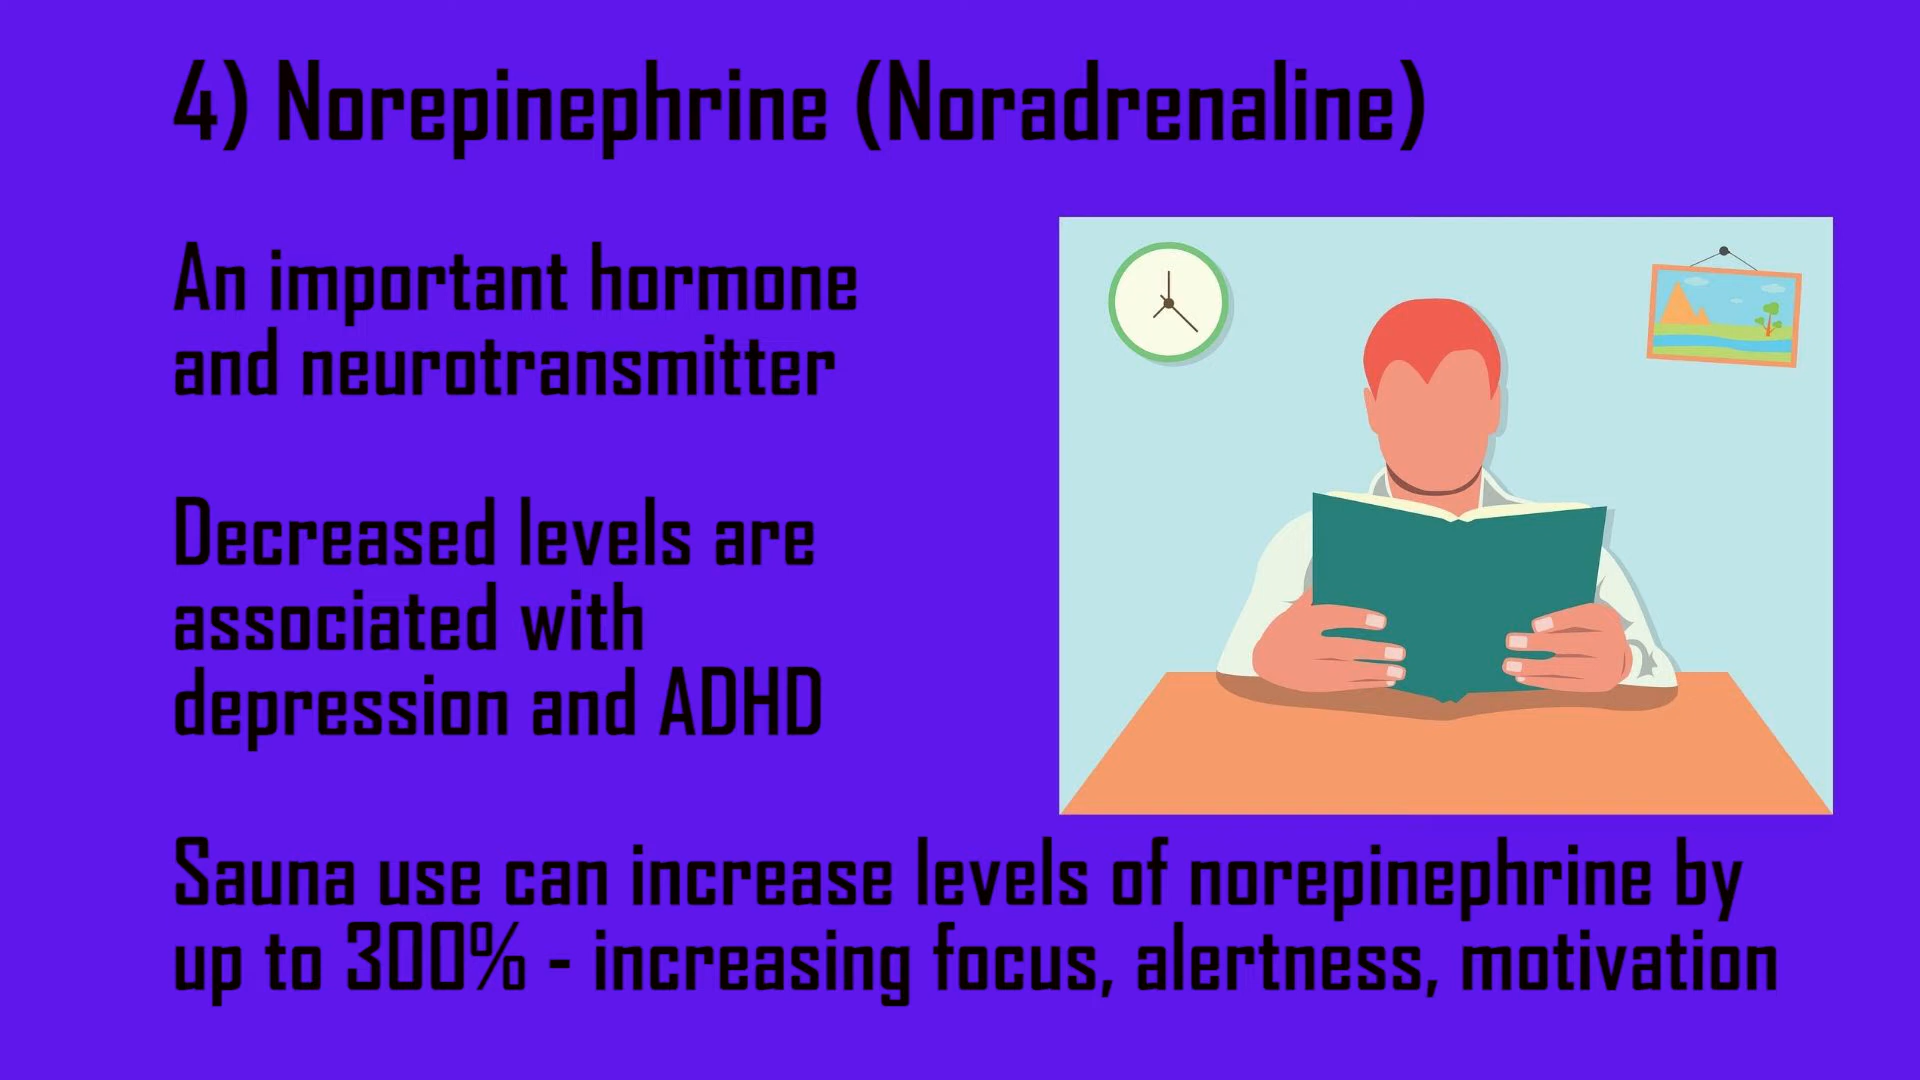 4) Norepinephrine (Noradrenaline)
An important hormone
and neurotransmitter
Decreased levels are
associated with
depression and ADHD
Sauna use can increase levels of norepinephrine by
up to 300% - increasing focus, alertness, motivation